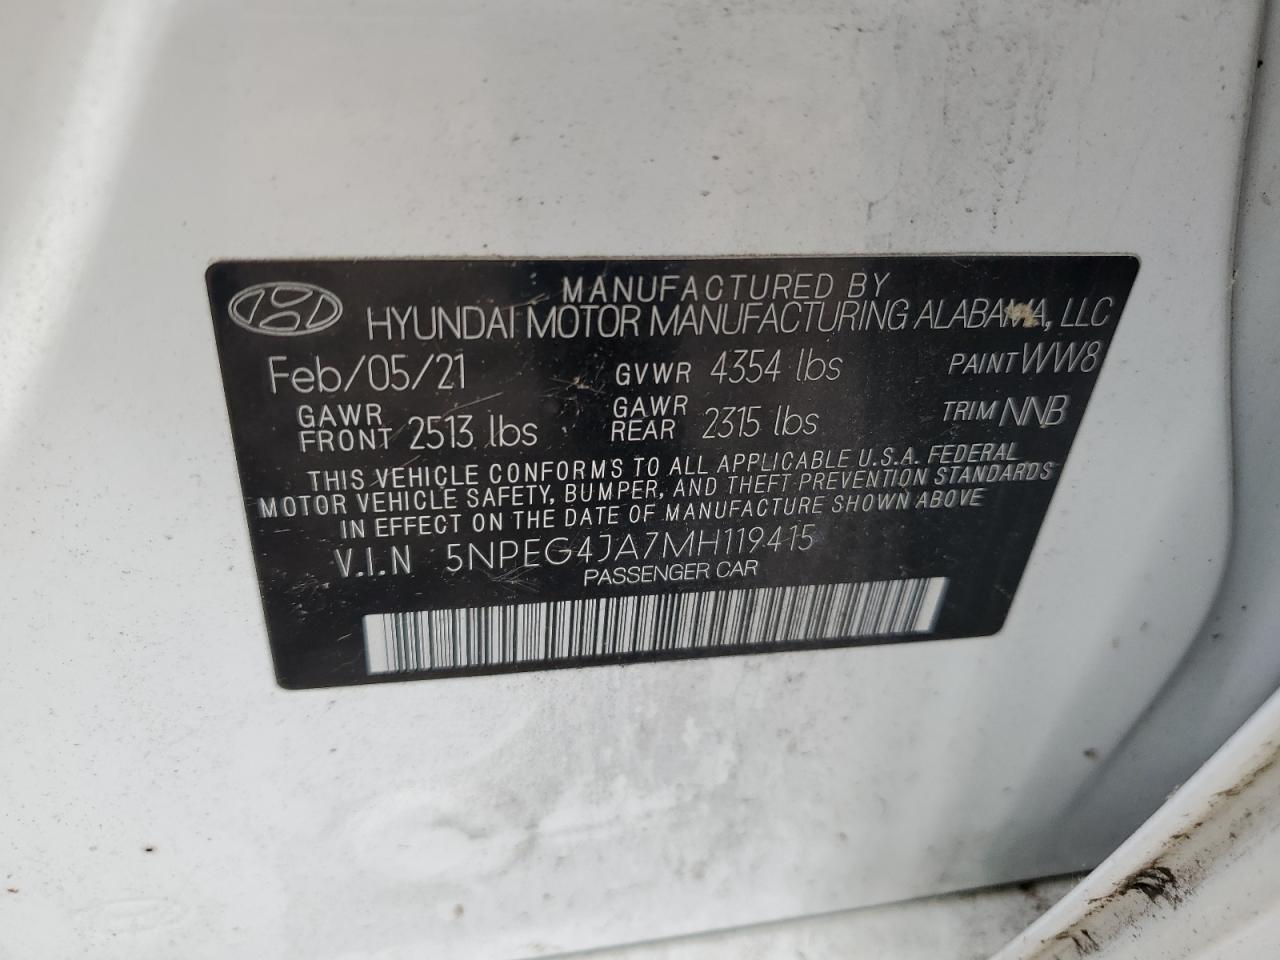 MANUFACTURED BY
HYUNDAI MOTOR MANUFACTURING ALABAMA, LLC
Feb/05/21 GVWR 4354 lbs PAINT WW8
GAWR FRONT 2513 lbs GAWR REAR 2315 lbs TRIM NNB
THIS VEHICLE CONFORMS TO ALL APPLICABLE U.S.A. FEDERAL
MOTOR VEHICLE SAFETY, BUMPER, AND THEFT PREVENTION STANDARDS
IN EFFECT ON THE DATE OF MANUFACTURE SHOWN ABOVE
V.I.N 5NPEG4JA7MH119415
PASSENGER CAR